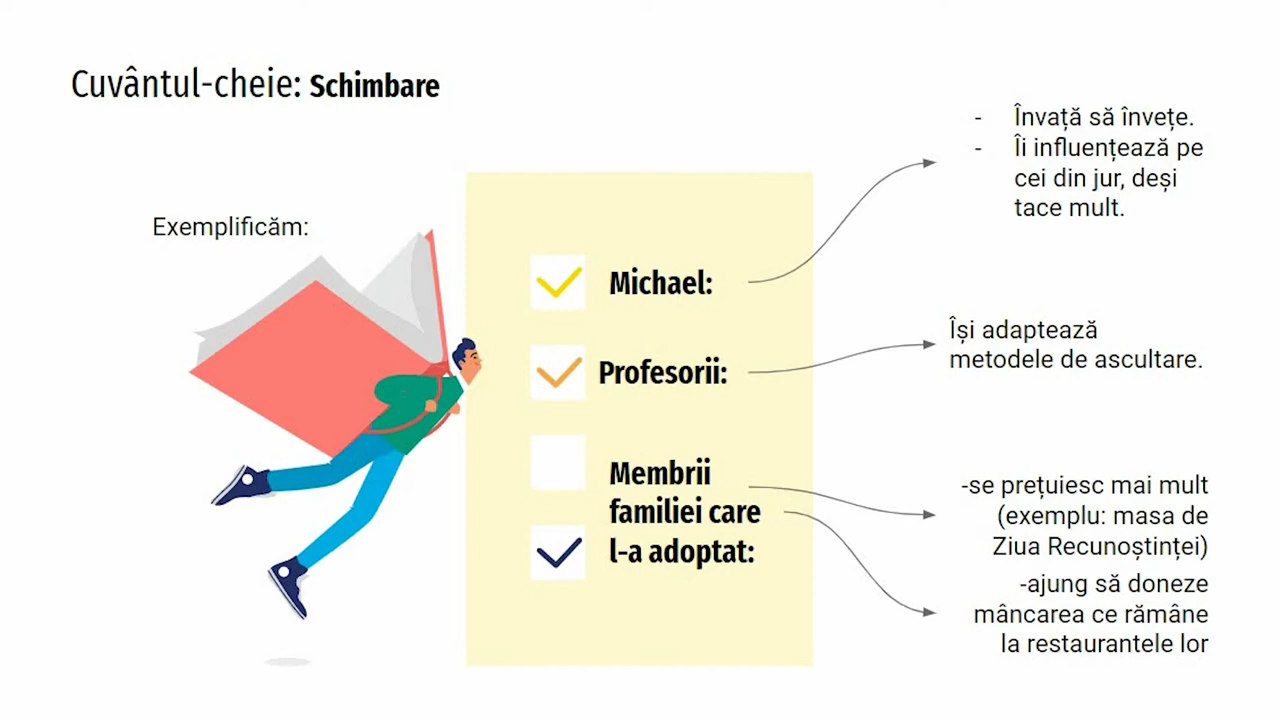 Cuvântul-cheie: Schimbare
Exemplificăm:
Michael:
- Învață să învețe.
- Îi influențează pe
cei din jur, deși
tace mult.
Profesorii:
Își adaptează
metodele de ascultare.
Membrii
familiei care
l-a adoptat:
-se prețuiesc mai mult
(exemplu: masa de
Ziua Recunoștinței)
-ajung să doneze
mâncarea ce rămâne
la restaurantele lor